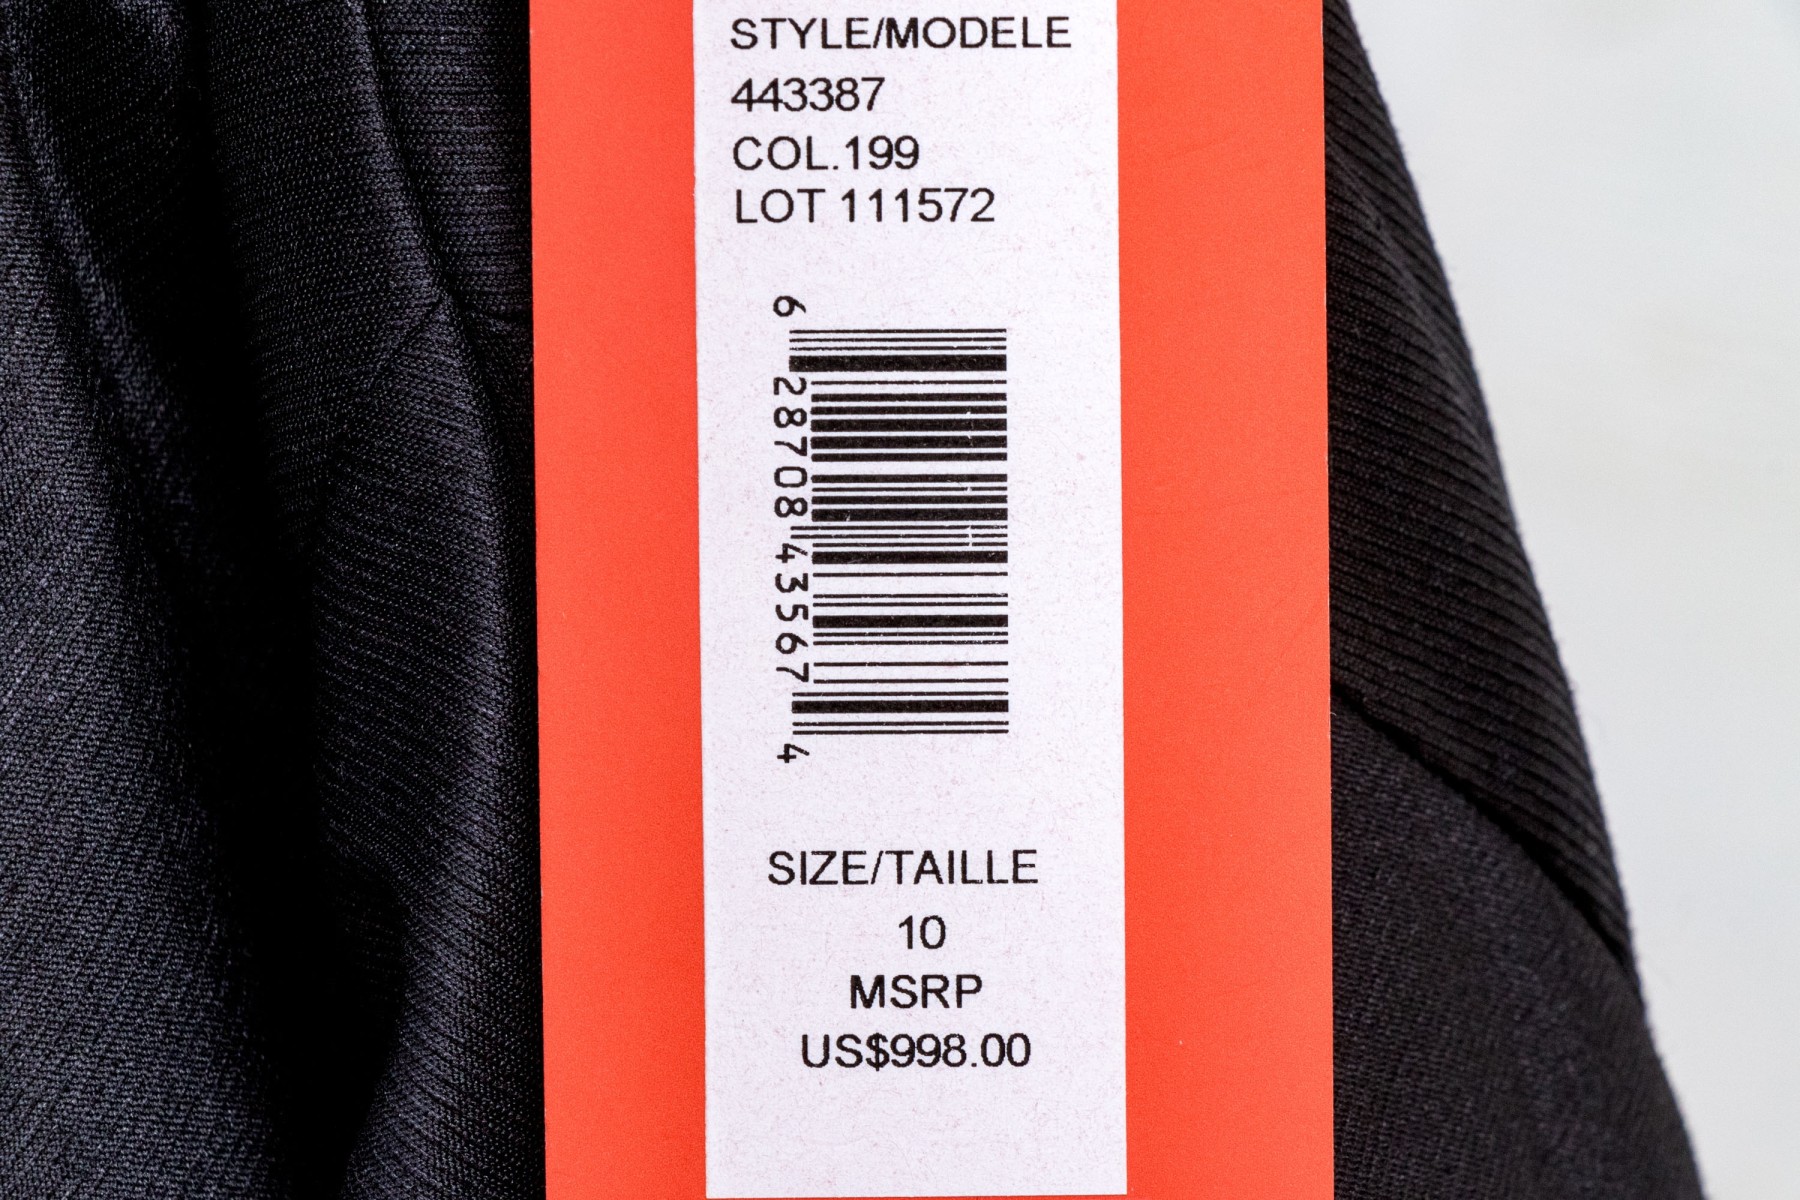 STYLE/MODELE
443387
COL.199
LOT 111572
6 28708 43567 4
SIZE/TAILLE
10
MSRP
US$998.00